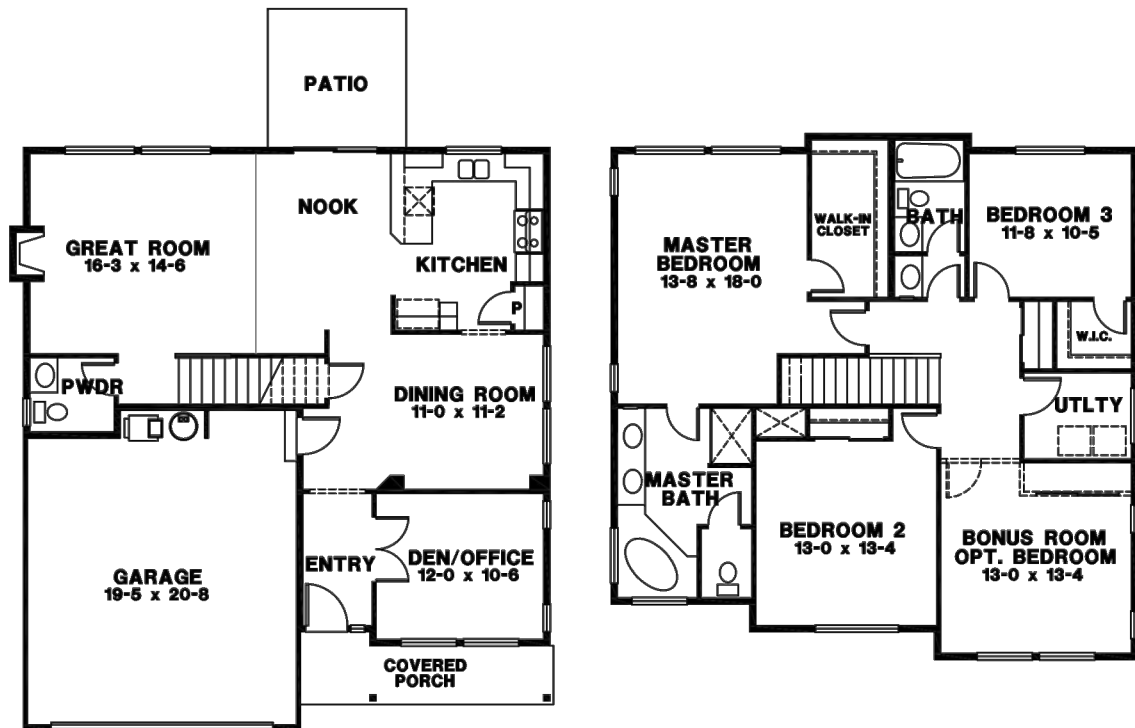 PATIO
NOOK
GREAT ROOM
16-3 x 14-6
KITCHEN
P
PWDR
DINING ROOM
11-0 x 11-2
GARAGE
19-5 x 20-8
ENTRY
DEN/OFFICE
12-0 x 10-6
COVERED
PORCH
MASTER
BEDROOM
13-8 x 18-0
WALK-IN
CLOSET
BATH
BEDROOM 3
11-8 x 10-5
W.I.C.
UTLTY
MASTER
BATH
BEDROOM 2
13-0 x 13-4
BONUS ROOM
OPT. BEDROOM
13-0 x 13-4